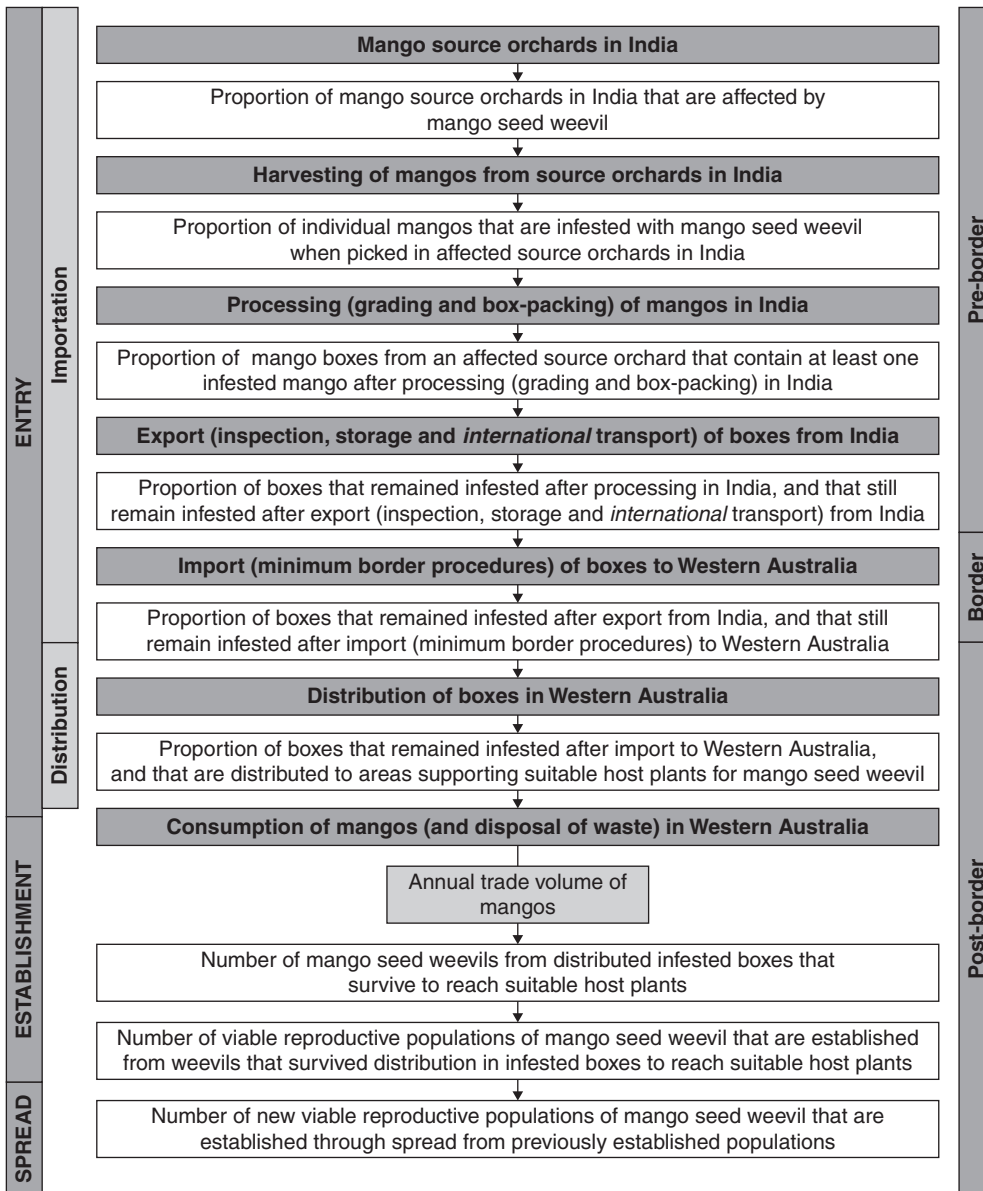 ENTRY
Importation
Distribution
ESTABLISHMENT
SPREAD
Mango source orchards in India
Proportion of mango source orchards in India that are affected by
mango seed weevil
Harvesting of mangos from source orchards in India
Proportion of individual mangos that are infested with mango seed weevil
when picked in affected source orchards in India
Processing (grading and box-packing) of mangos in India
Proportion of mango boxes from an affected source orchard that contain at least one
infested mango after processing (grading and box-packing) in India
Export (inspection, storage and international transport) of boxes from India
Proportion of boxes that remained infested after processing in India, and that still
remain infested after export (inspection, storage and international transport) from India
Import (minimum border procedures) of boxes to Western Australia
Proportion of boxes that remained infested after export from India, and that still
remain infested after import (minimum border procedures) to Western Australia
Distribution of boxes in Western Australia
Proportion of boxes that remained infested after import to Western Australia,
and that are distributed to areas supporting suitable host plants for mango seed weevil
Consumption of mangos (and disposal of waste) in Western Australia
Annual trade volume of
mangos
Number of mango seed weevils from distributed infested boxes that
survive to reach suitable host plants
Number of viable reproductive populations of mango seed weevil that are established
from weevils that survived distribution in infested boxes to reach suitable host plants
Number of new viable reproductive populations of mango seed weevil that are
established through spread from previously established populations
Pre-border
Border
Post-border